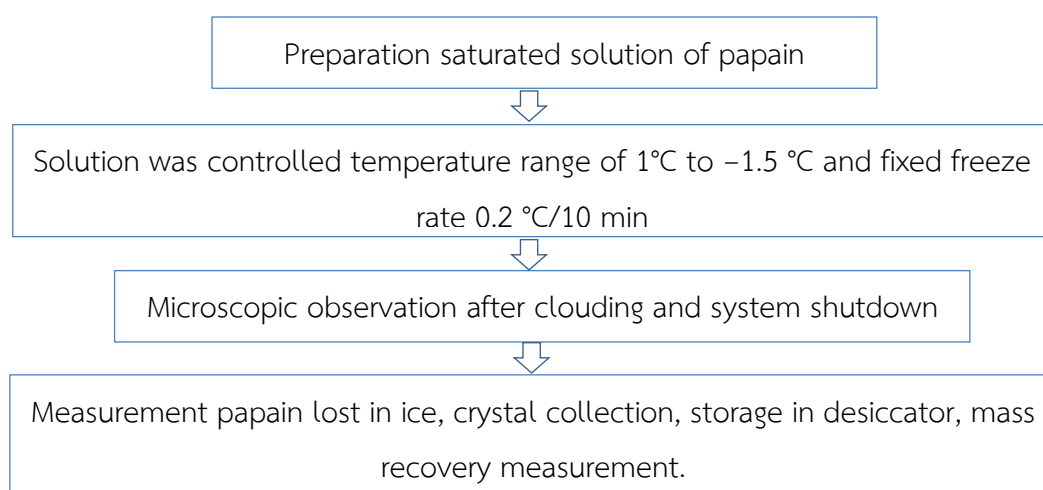 Preparation saturated solution of papain
Solution was controlled temperature range of 1°C to −1.5 °C and fixed freeze
rate 0.2 °C/10 min
Microscopic observation after clouding and system shutdown
Measurement papain lost in ice, crystal collection, storage in desiccator, mass
recovery measurement.